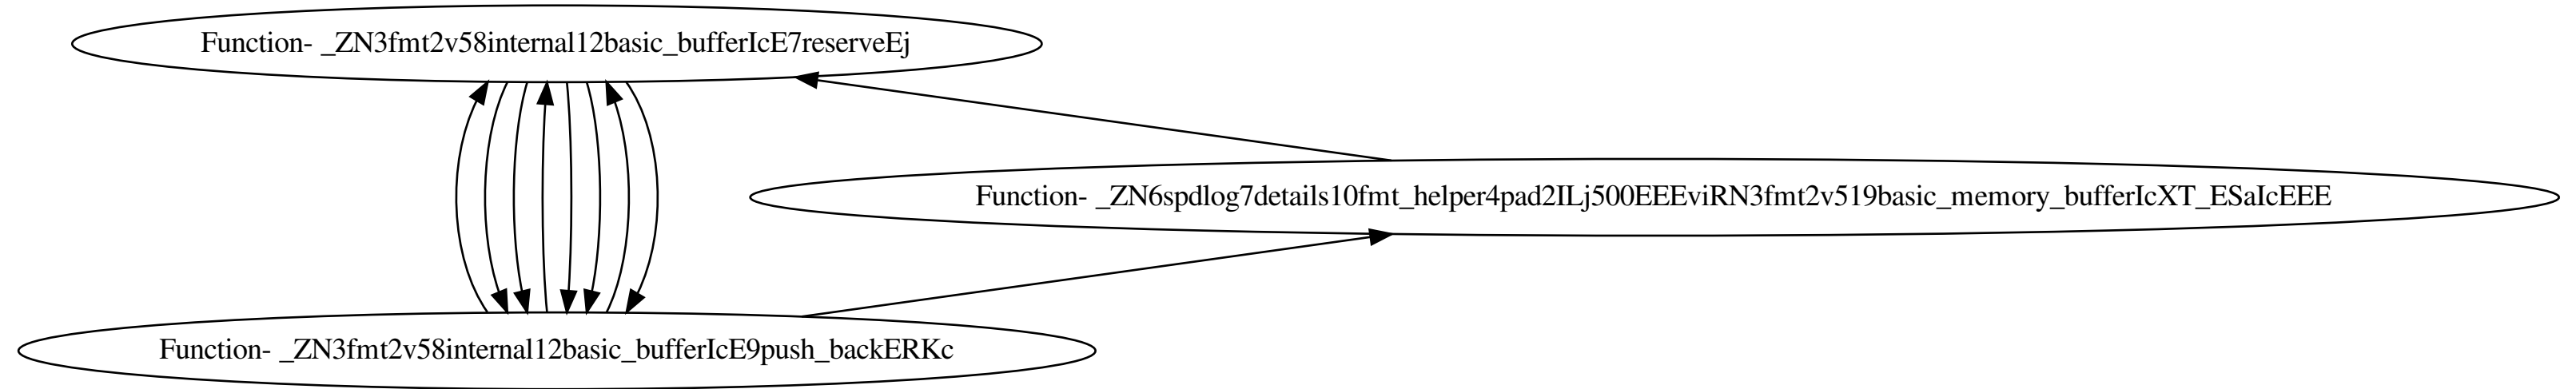 Function- _ZN3fmt2v58internal12basic_bufferIcE7reserveEj
Function- _ZN6spdlog7details10fmt_helper4pad2ILj500EEEviRN3fmt2v519basic_memory_bufferIcXT_ESaIcEEE
Function- _ZN3fmt2v58internal12basic_bufferIcE9push_backERKc